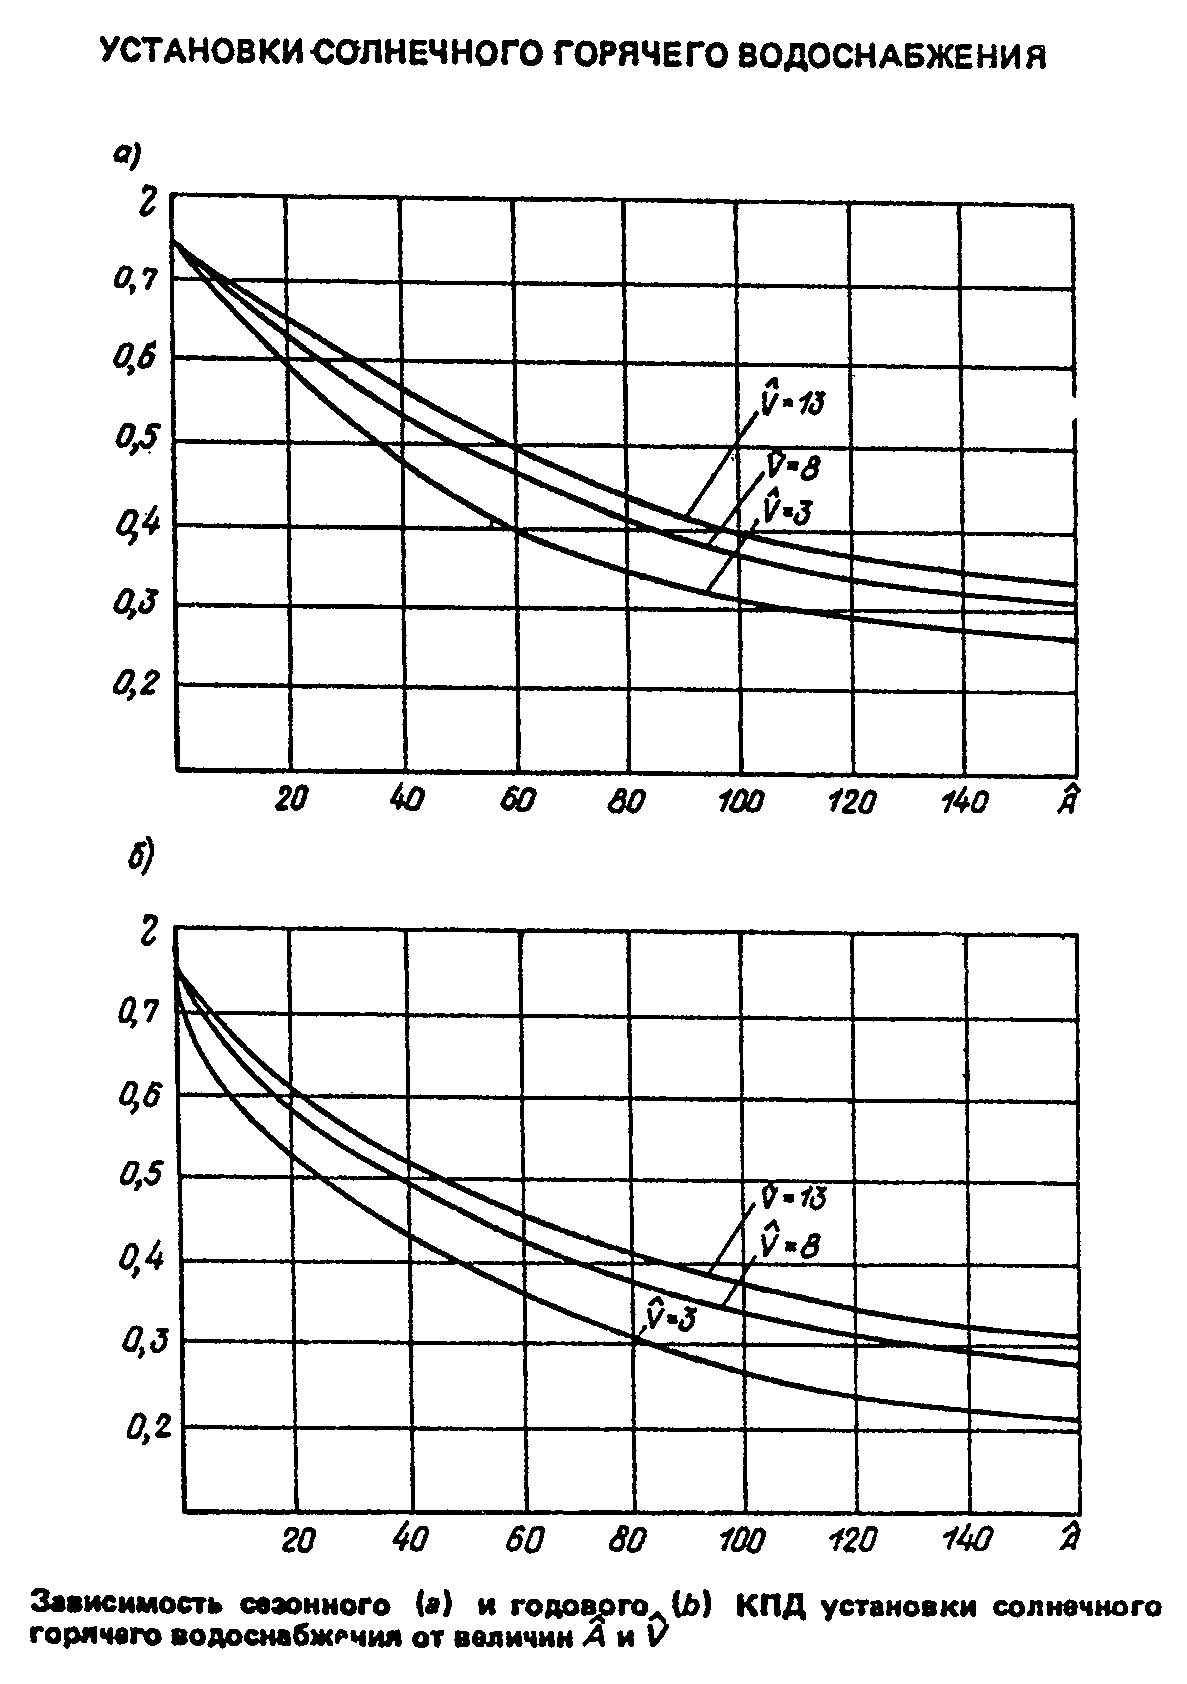 УСТАНОВКИ СОЛНЕЧНОГО ГОРЯЧЕГО ВОДОСНАБЖЕНИЯ
а)
η
0,7
0,6
0,5
0,4
0,3
0,2
V̂=13
V̂=8
V̂=3
20 40 60 80 100 120 140 Â
б)
η
0,7
0,6
0,5
0,4
0,3
0,2
V̂=13
V̂=8
V̂=3
20 40 60 80 100 120 140 Â
Зависимость сезонного (а) и годового (b) КПД установки солнечного
горячего водоснабжения от величин Â и V̂